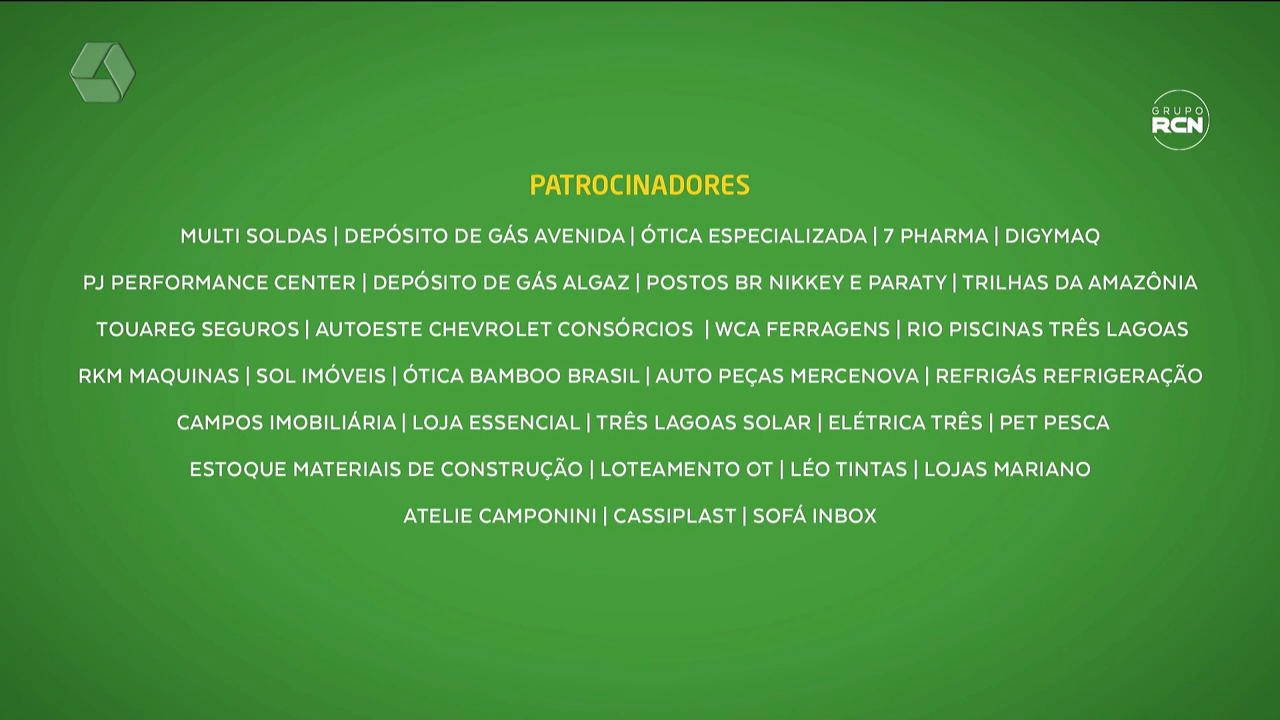 GRUPO
RCN
PATROCINADORES
MULTI SOLDAS | DEPÓSITO DE GÁS AVENIDA | ÓTICA ESPECIALIZADA | 7 PHARMA | DIGYMAQ
PJ PERFORMANCE CENTER | DEPÓSITO DE GÁS ALGAZ | POSTOS BR NIKKEY E PARATY | TRILHAS DA AMAZÔNIA
TOUAREG SEGUROS | AUTOESTE CHEVROLET CONSÓRCIOS | WCA FERRAGENS | RIO PISCINAS TRÊS LAGOAS
RKM MAQUINAS | SOL IMÓVEIS | ÓTICA BAMBOO BRASIL | AUTO PEÇAS MERCENOVA | REFRIGÁS REFRIGERAÇÃO
CAMPOS IMOBILIÁRIA | LOJA ESSENCIAL | TRÊS LAGOAS SOLAR | ELÉTRICA TRÊS | PET PESCA
ESTOQUE MATERIAIS DE CONSTRUÇÃO | LOTEAMENTO OT | LÉO TINTAS | LOJAS MARIANO
ATELIE CAMPONINI | CASSIPLAST | SOFÁ INBOX